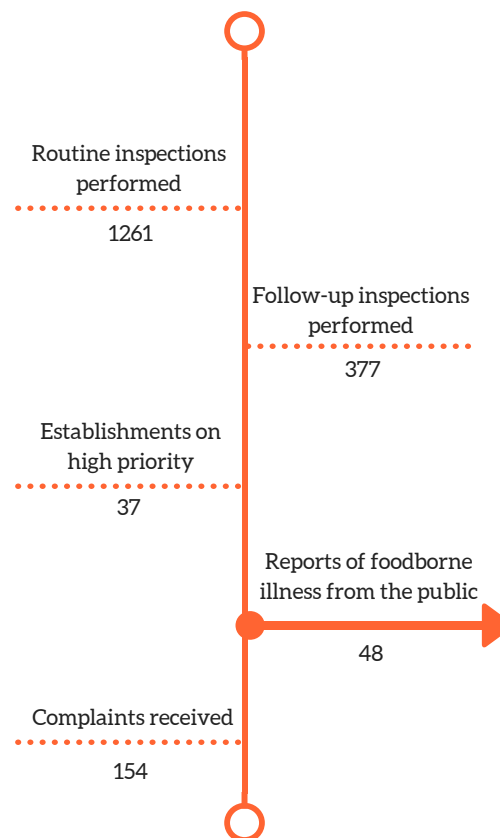 Routine inspections
performed
1261
Follow-up inspections
performed
377
Establishments on
high priority
37
Reports of foodborne
illness from the public
48
Complaints received
154